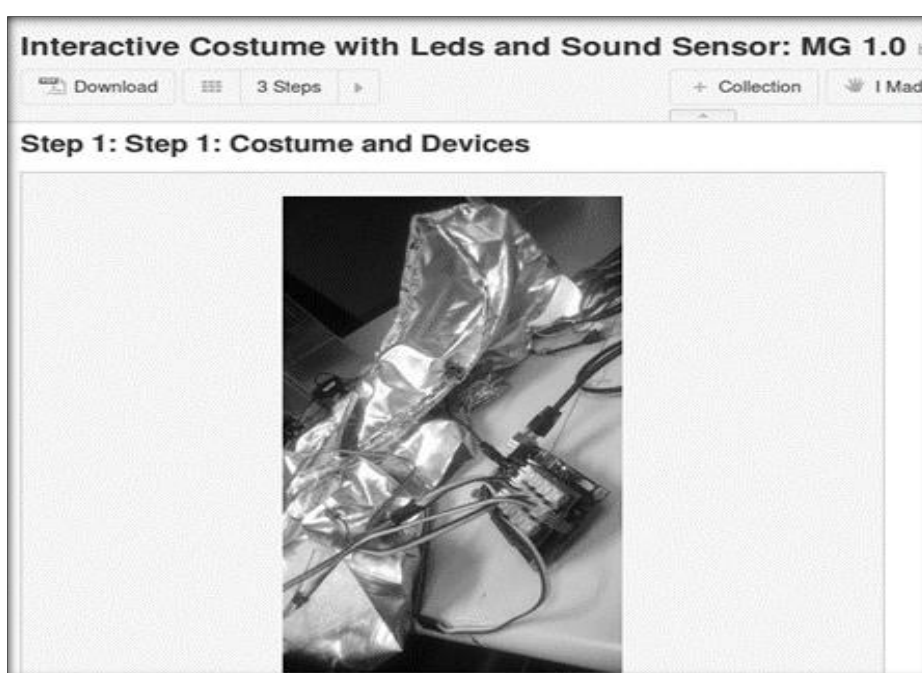 Interactive Costume with Leds and Sound Sensor: MG 1.0
Download 3 Steps + Collection I Mad
Step 1: Step 1: Costume and Devices